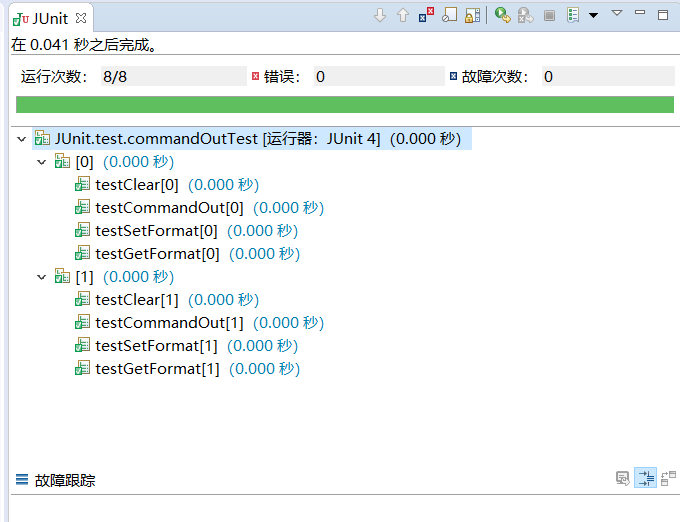 JUnit
在 0.041 秒之后完成。
运行次数： 8/8 错误： 0 故障次数： 0
JUnit.test.commandOutTest [运行器：JUnit 4]（0.000 秒）
[0]（0.000 秒）
testClear[0]（0.000 秒）
testCommandOut[0]（0.000 秒）
testSetFormat[0]（0.000 秒）
testGetFormat[0]（0.000 秒）
[1]（0.000 秒）
testClear[1]（0.000 秒）
testCommandOut[1]（0.000 秒）
testSetFormat[1]（0.000 秒）
testGetFormat[1]（0.000 秒）
故障跟踪